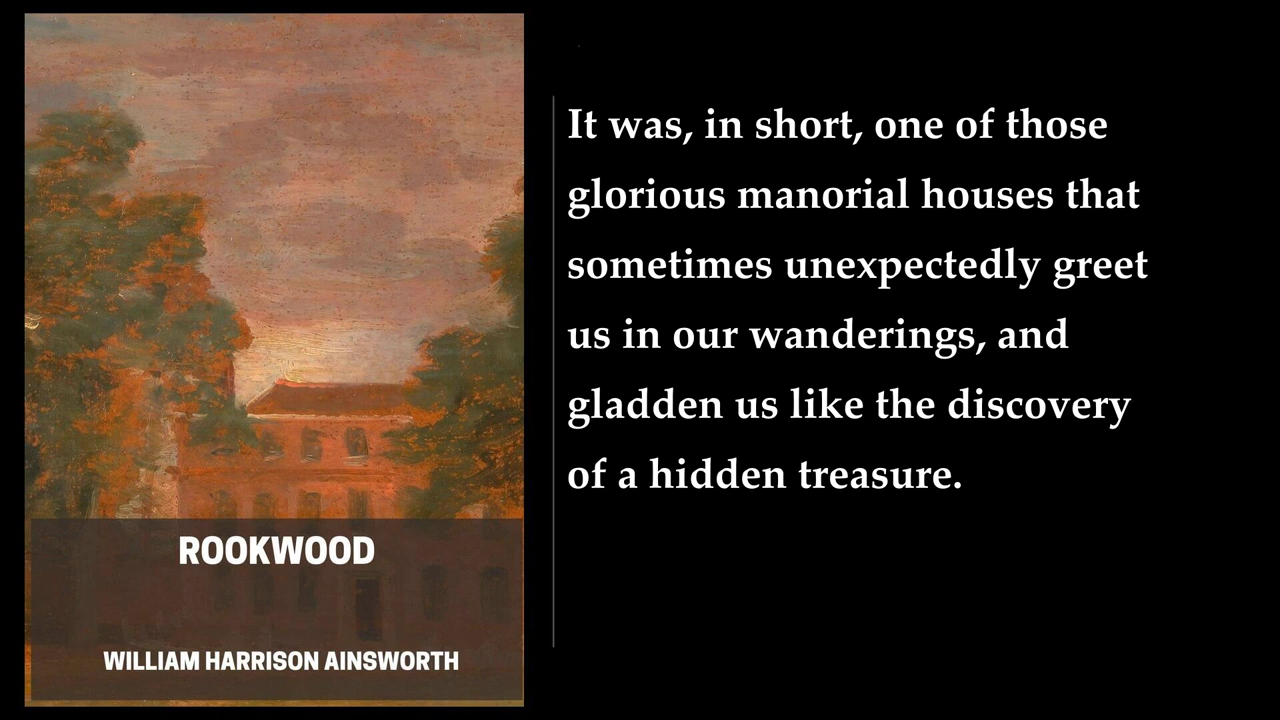 ROOKWOOD
WILLIAM HARRISON AINSWORTH
It was, in short, one of those
glorious manorial houses that
sometimes unexpectedly greet
us in our wanderings, and
gladden us like the discovery
of a hidden treasure.